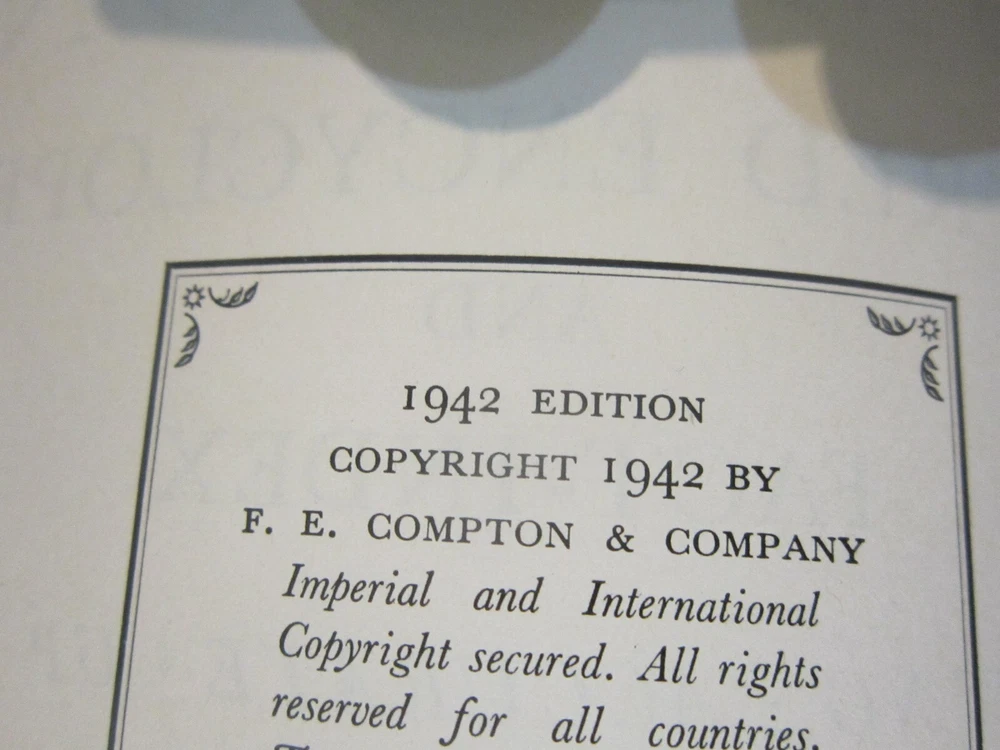 1942 EDITION
COPYRIGHT 1942 BY
F. E. COMPTON & COMPANY
Imperial and International
Copyright secured. All rights
reserved for all countries.